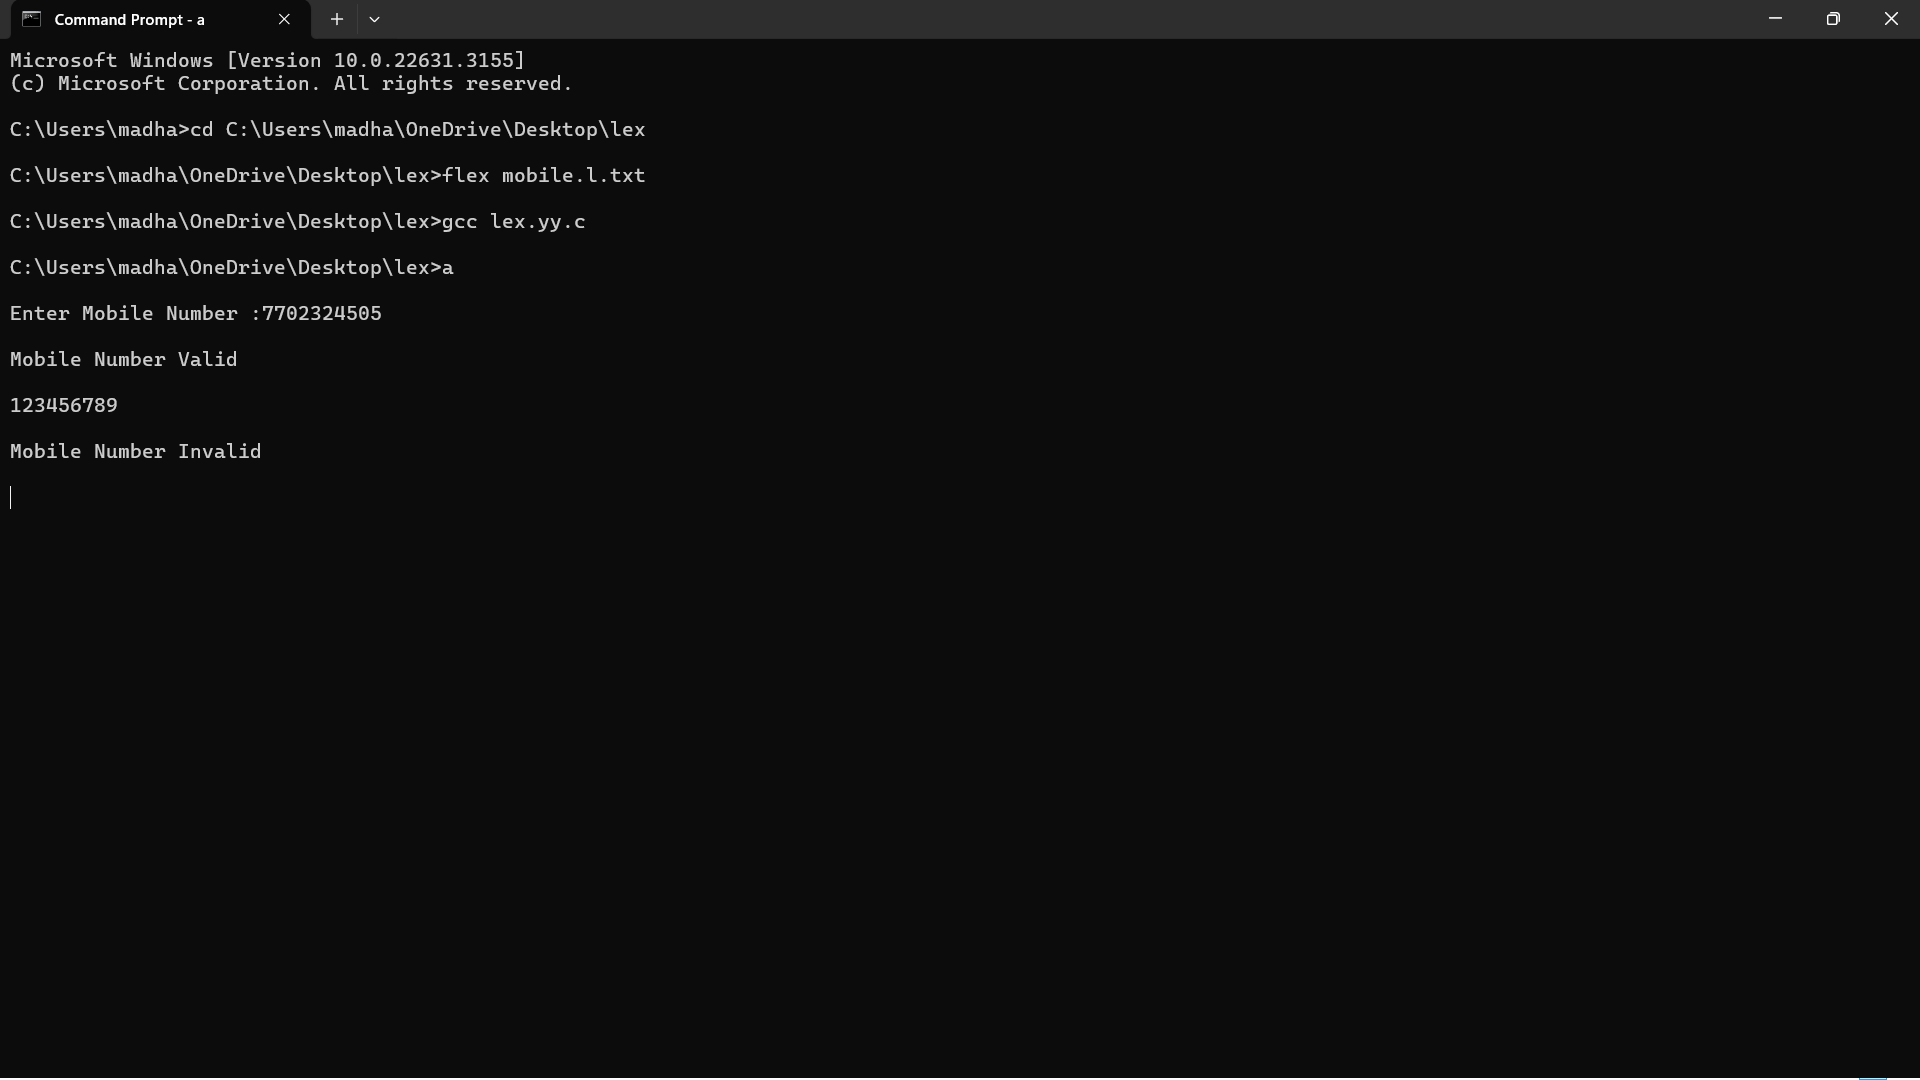 Command Prompt - a
Microsoft Windows [Version 10.0.22631.3155]
(c) Microsoft Corporation. All rights reserved.
C:\Users\madha>cd C:\Users\madha\OneDrive\Desktop\lex
C:\Users\madha\OneDrive\Desktop\lex>flex mobile.l.txt
C:\Users\madha\OneDrive\Desktop\lex>gcc lex.yy.c
C:\Users\madha\OneDrive\Desktop\lex>a
Enter Mobile Number :7702324505
Mobile Number Valid
123456789
Mobile Number Invalid